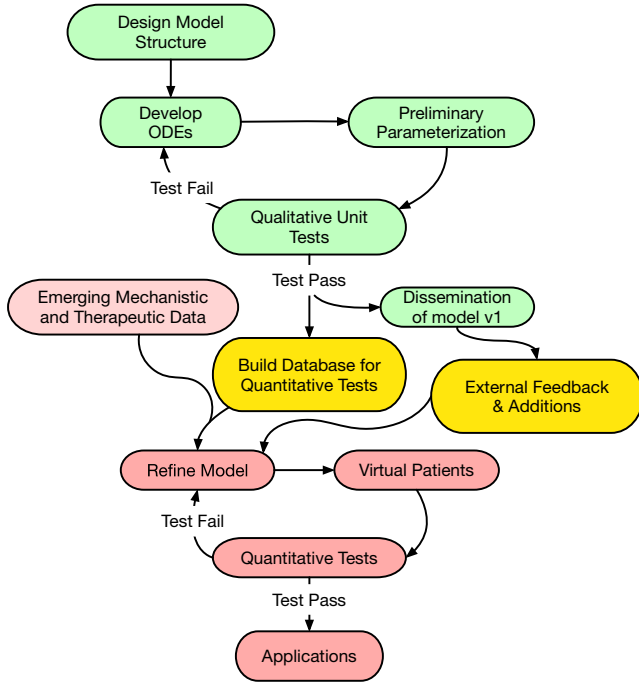 Design Model
Structure
Develop
ODEs
Preliminary
Parameterization
Test Fail
Qualitative Unit
Tests
Test Pass
Emerging Mechanistic
and Therapeutic Data
Dissemination
of model v1
Build Database for
Quantitative Tests
External Feedback
& Additions
Refine Model
Virtual Patients
Test Fail
Quantitative Tests
Test Pass
Applications